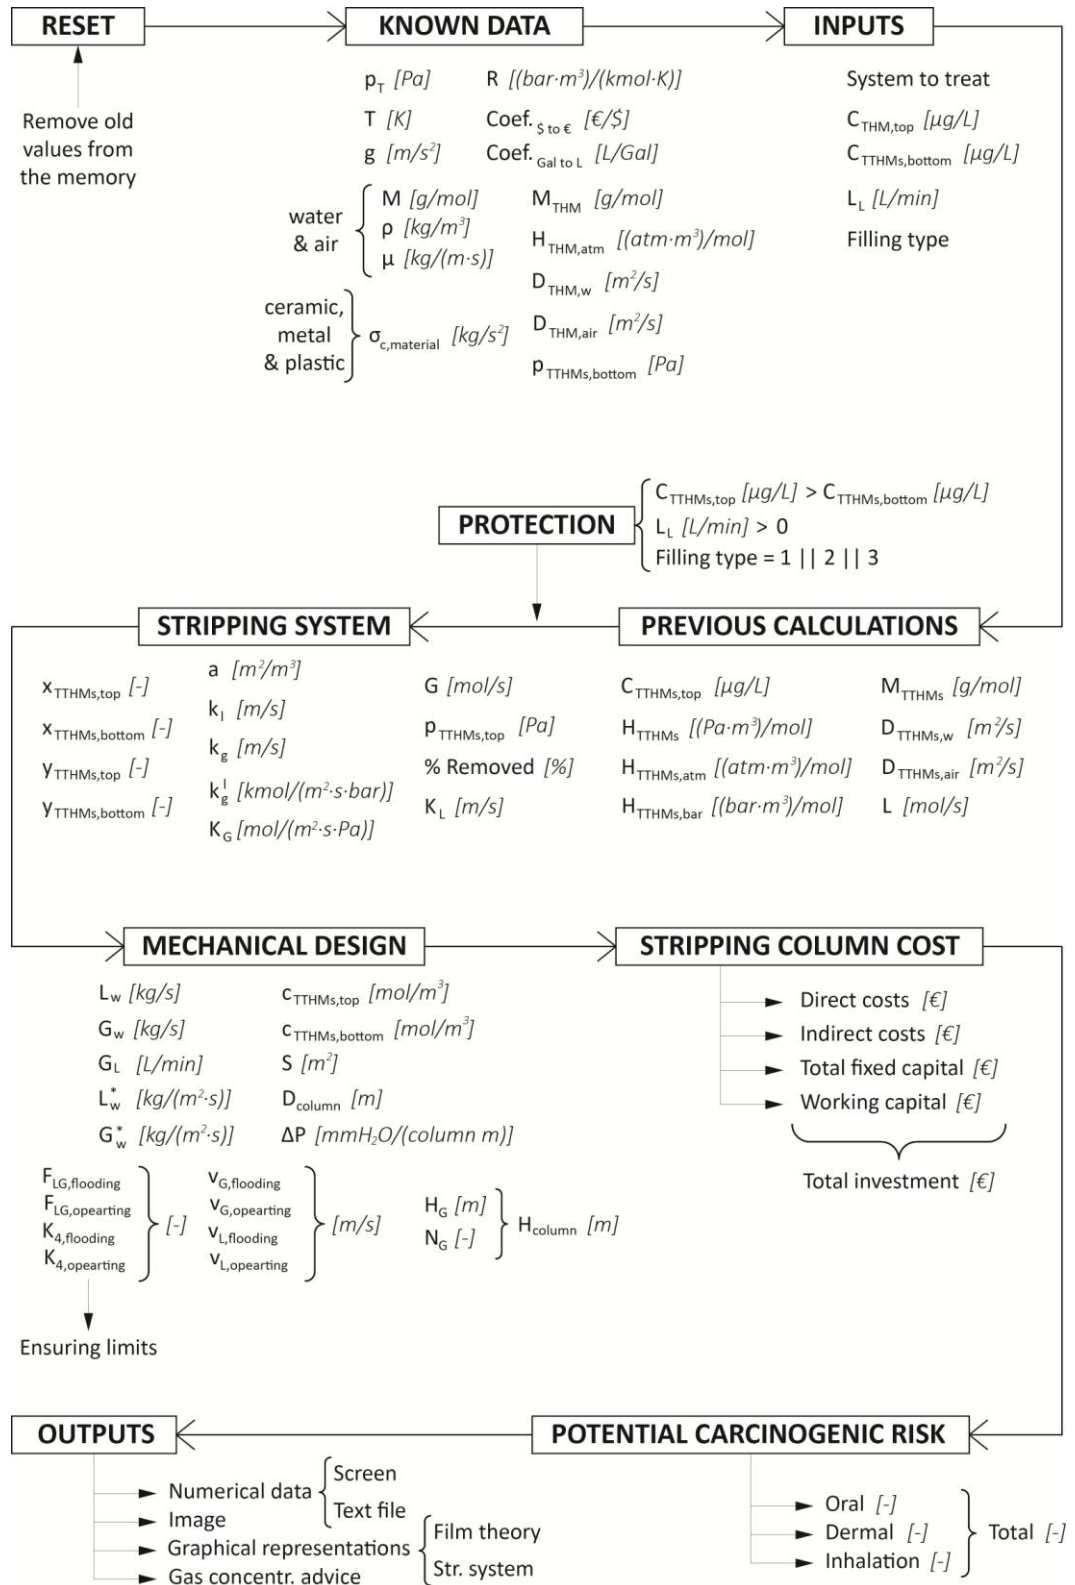 RESET
KNOWN DATA
INPUTS
Remove old
values from
the memory
p_T [Pa]
T [K]
g [m/s²]
R [(bar·m³)/(kmol·K)]
Coef. $ to € [€/$]
Coef. Gal to L [L/Gal]
water
& air
M [g/mol]
ρ [kg/m³]
μ [kg/(m·s)]
ceramic,
metal
& plastic
σ_c,material [kg/s²]
M_THM [g/mol]
H_THM,atm [(atm·m³)/mol]
D_THM,w [m²/s]
D_THM,air [m²/s]
p_TTHMs,bottom [Pa]
System to treat
C_THM,top [μg/L]
C_TTHMs,bottom [μg/L]
L_L [L/min]
Filling type
PROTECTION
C_TTHMs,top [μg/L] > C_TTHMs,bottom [μg/L]
L_L [L/min] > 0
Filling type = 1 || 2 || 3
STRIPPING SYSTEM
PREVIOUS CALCULATIONS
x_TTHMs,top [-]
x_TTHMs,bottom [-]
y_TTHMs,top [-]
y_TTHMs,bottom [-]
a [m²/m³]
k_l [m/s]
k_g [m/s]
k_g^l [kmol/(m²·s·bar)]
K_G [mol/(m²·s·Pa)]
G [mol/s]
p_TTHMs,top [Pa]
% Removed [%]
K_L [m/s]
C_TTHMs,top [μg/L]
H_TTHMs [(Pa·m³)/mol]
H_TTHMs,atm [(atm·m³)/mol]
H_TTHMs,bar [(bar·m³)/mol]
M_TTHMs [g/mol]
D_TTHMs,w [m²/s]
D_TTHMs,air [m²/s]
L [mol/s]
MECHANICAL DESIGN
STRIPPING COLUMN COST
L_w [kg/s]
G_w [kg/s]
G_L [L/min]
L_w^* [kg/(m²·s)]
G_w^* [kg/(m²·s)]
c_TTHMs,top [mol/m³]
c_TTHMs,bottom [mol/m³]
S [m²]
D_column [m]
ΔP [mmH₂O/(column m)]
F_LG,flooding
F_LG,opearting
K_4,flooding
K_4,opearting
[-]
v_G,flooding
v_G,opearting
v_L,flooding
v_L,opearting
[m/s]
H_G [m]
N_G [-]
H_column [m]
Ensuring limits
Direct costs [€]
Indirect costs [€]
Total fixed capital [€]
Working capital [€]
Total investment [€]
OUTPUTS
POTENTIAL CARCINOGENIC RISK
Numerical data
Screen
Text file
Image
Graphical representations
Film theory
Str. system
Gas concentr. advice
Oral [-]
Dermal [-]
Inhalation [-]
Total [-]